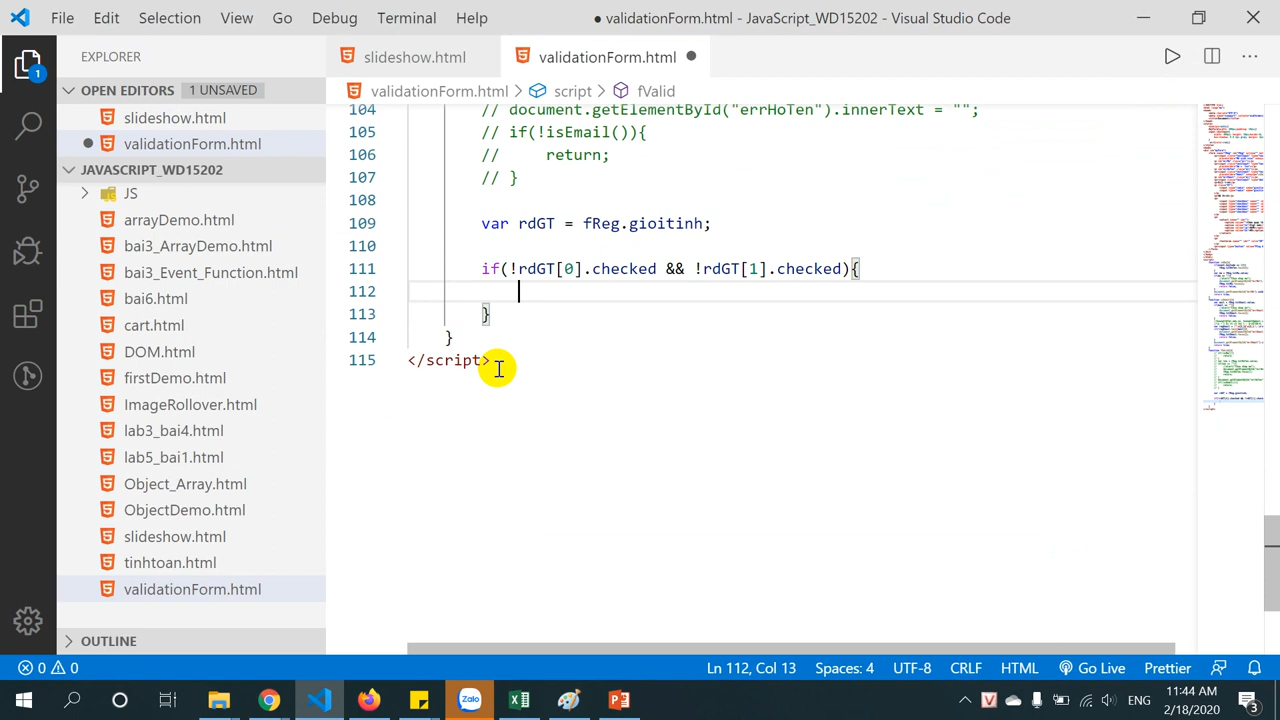 File Edit Selection View Go Debug Terminal Help
● validationForm.html - JavaScript_WD15202 - Visual Studio Code
EXPLORER
OPEN EDITORS 1 UNSAVED
slideshow.html
validationForm.html
JAVASCRIPT_WD15202
JS
arrayDemo.html
bai3_ArrayDemo.html
bai3_Event_Function.html
bai6.html
cart.html
DOM.html
firstDemo.html
ImageRollover.html
lab3_bai4.html
lab5_bai1.html
Object_Array.html
ObjectDemo.html
slideshow.html
tinhtoan.html
validationForm.html
OUTLINE
slideshow.html validationForm.html
validationForm.html > script > fValid
104 // document.getElementById("errHoTen").innerText = "";
105 // if(!isEmail()){
106 // return;
107 // }
108
109 var rdGT = fReg.gioitinh;
110
111 if(!rdGT[0].checked && !rdGT[1].checked){
112
113 }
114
115 </script>
0 0 Ln 112, Col 13 Spaces: 4 UTF-8 CRLF HTML Go Live Prettier
Zalo ENG 11:44 AM
2/18/2020 3